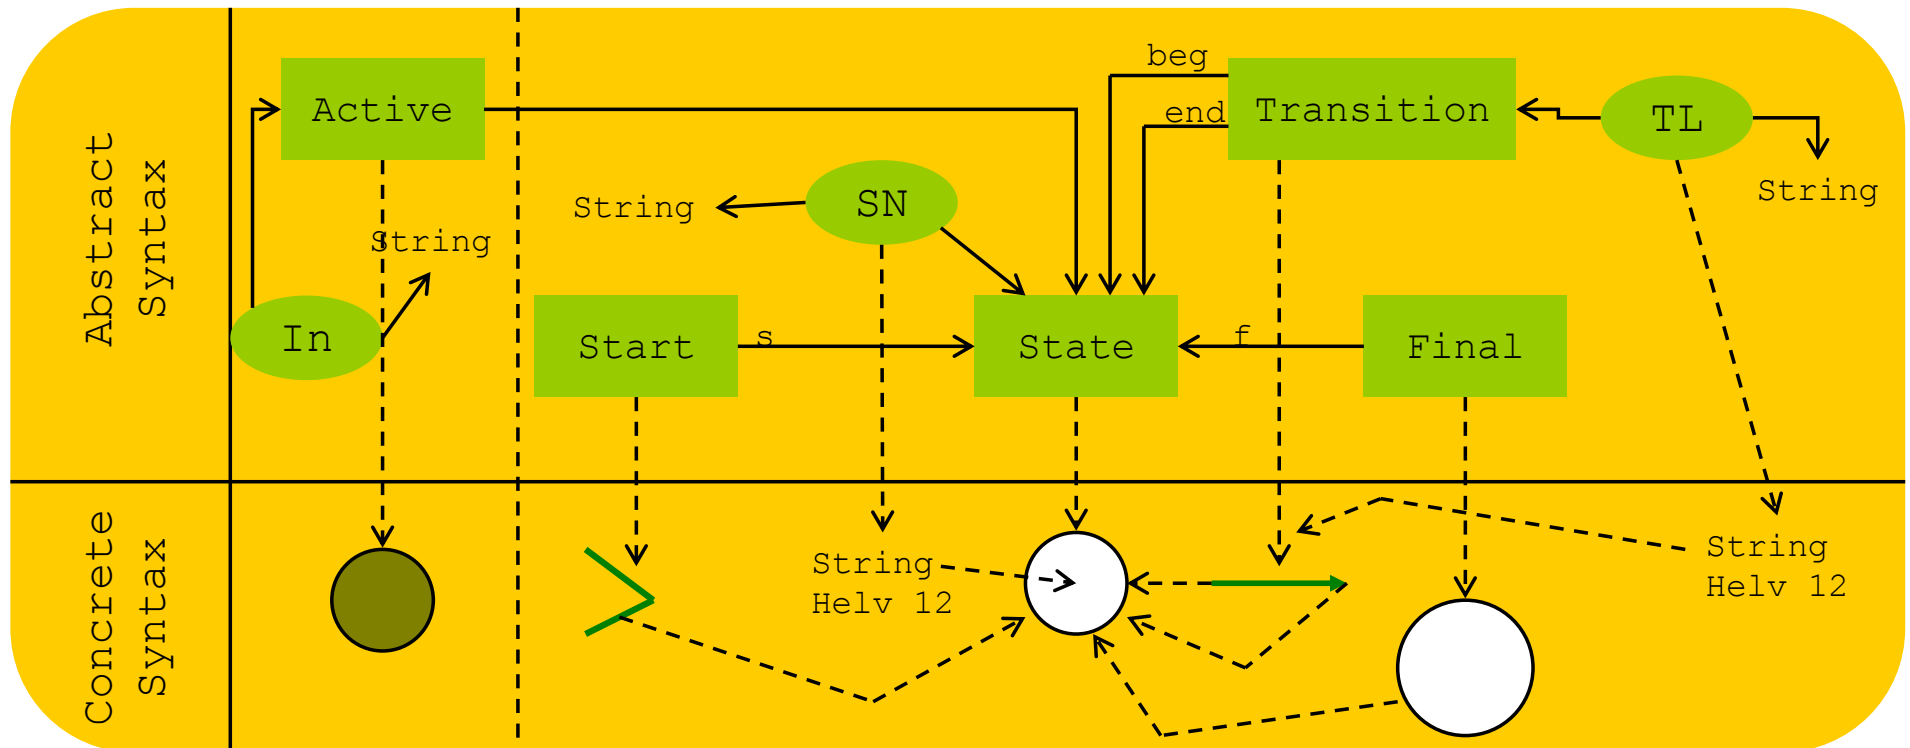 Abstract
Syntax
Active
String
In
beg
end
Transition
TL
String
String
SN
Start
s
State
f
Final
Concrete
Syntax
String
Helv 12
String
Helv 12